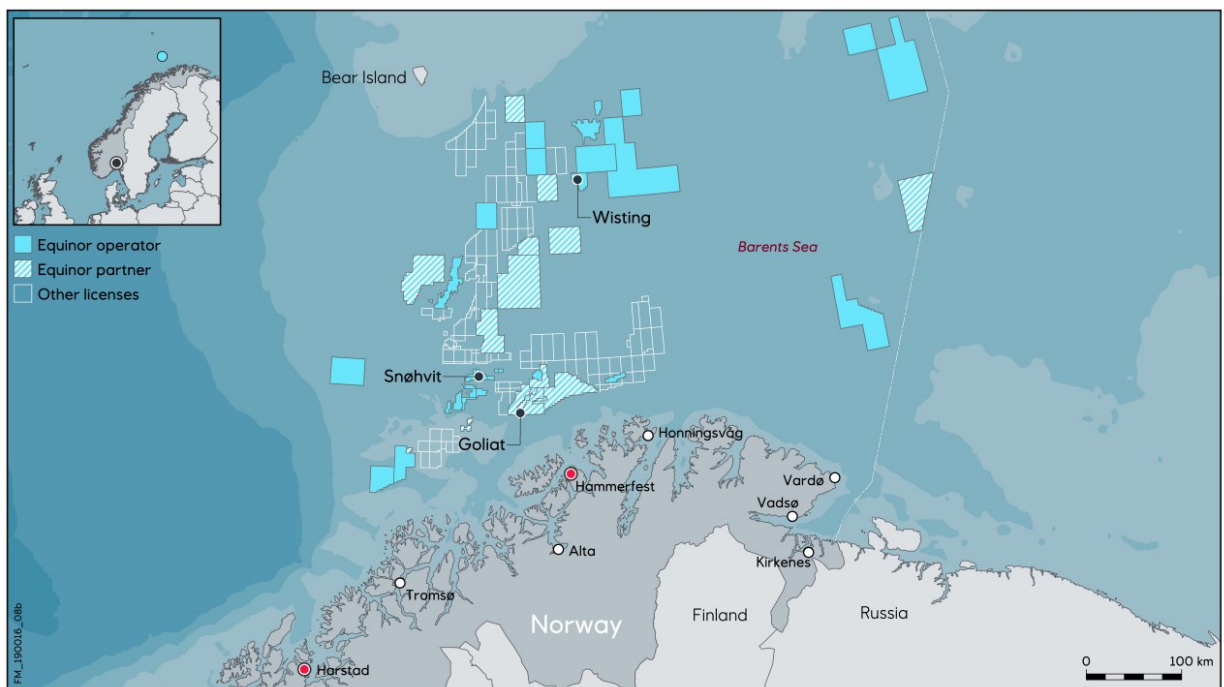 Bear Island
Wisting
Equinor operator
Equinor partner
Other licenses
Barents Sea
Snøhvit
Goliat
Honningsvåg
Hammerfest
Vardø
Vadsø
Alta
Kirkenes
Tromsø
Norway
Finland
Russia
Harstad
0 100 km
FM_190016_08b